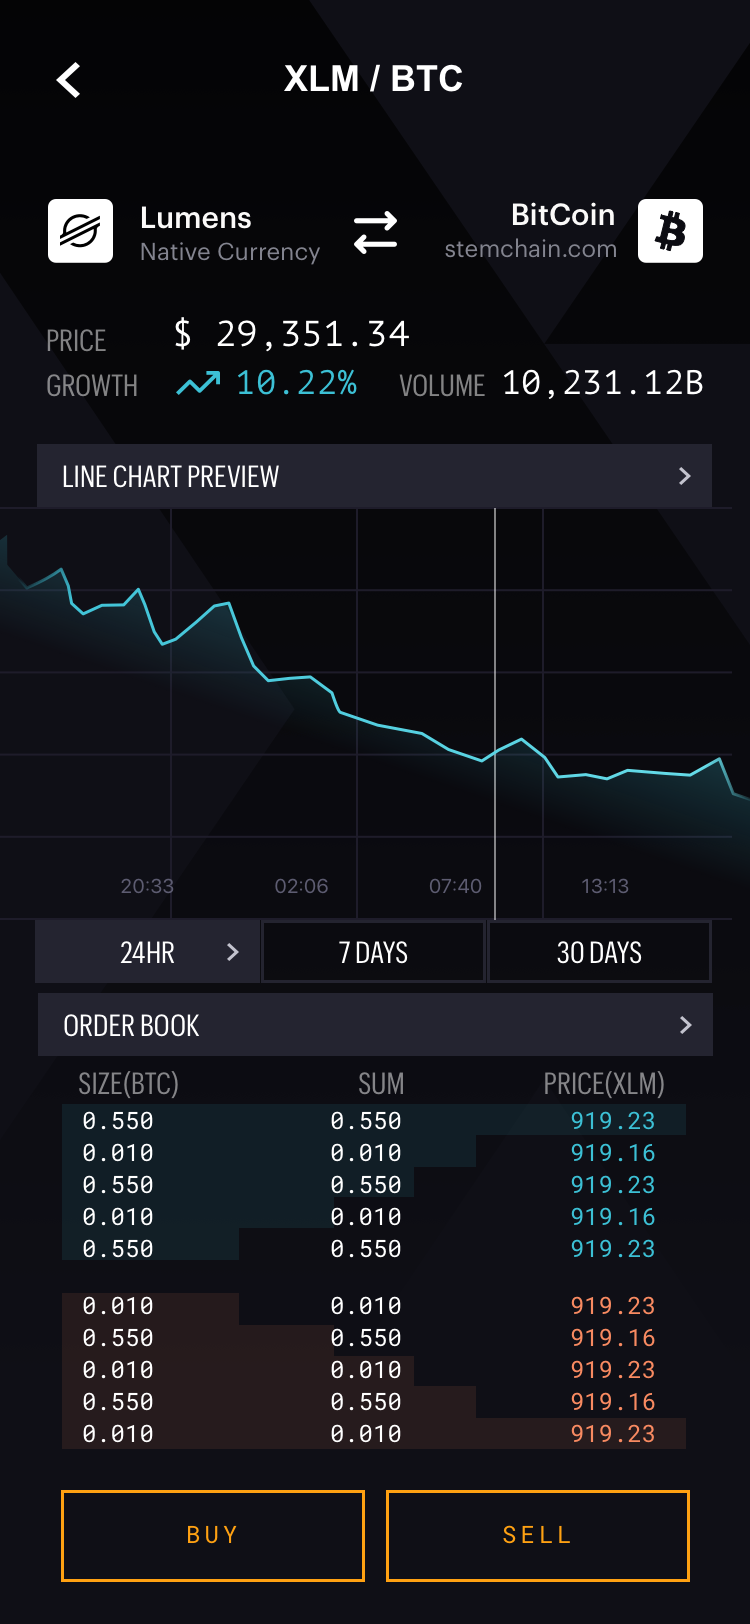 XLM / BTC
Lumens
Native Currency
BitCoin
stemchain.com
PRICE $ 29,351.34
GROWTH 10.22% VOLUME 10,231.12B
LINE CHART PREVIEW
20:33 02:06 07:40 13:13
24HR 7 DAYS 30 DAYS
ORDER BOOK
SIZE(BTC) SUM PRICE(XLM)
0.550 0.550 919.23
0.010 0.010 919.16
0.550 0.550 919.23
0.010 0.010 919.16
0.550 0.550 919.23
0.010 0.010 919.23
0.550 0.550 919.16
0.010 0.010 919.23
0.550 0.550 919.16
0.010 0.010 919.23
BUY SELL